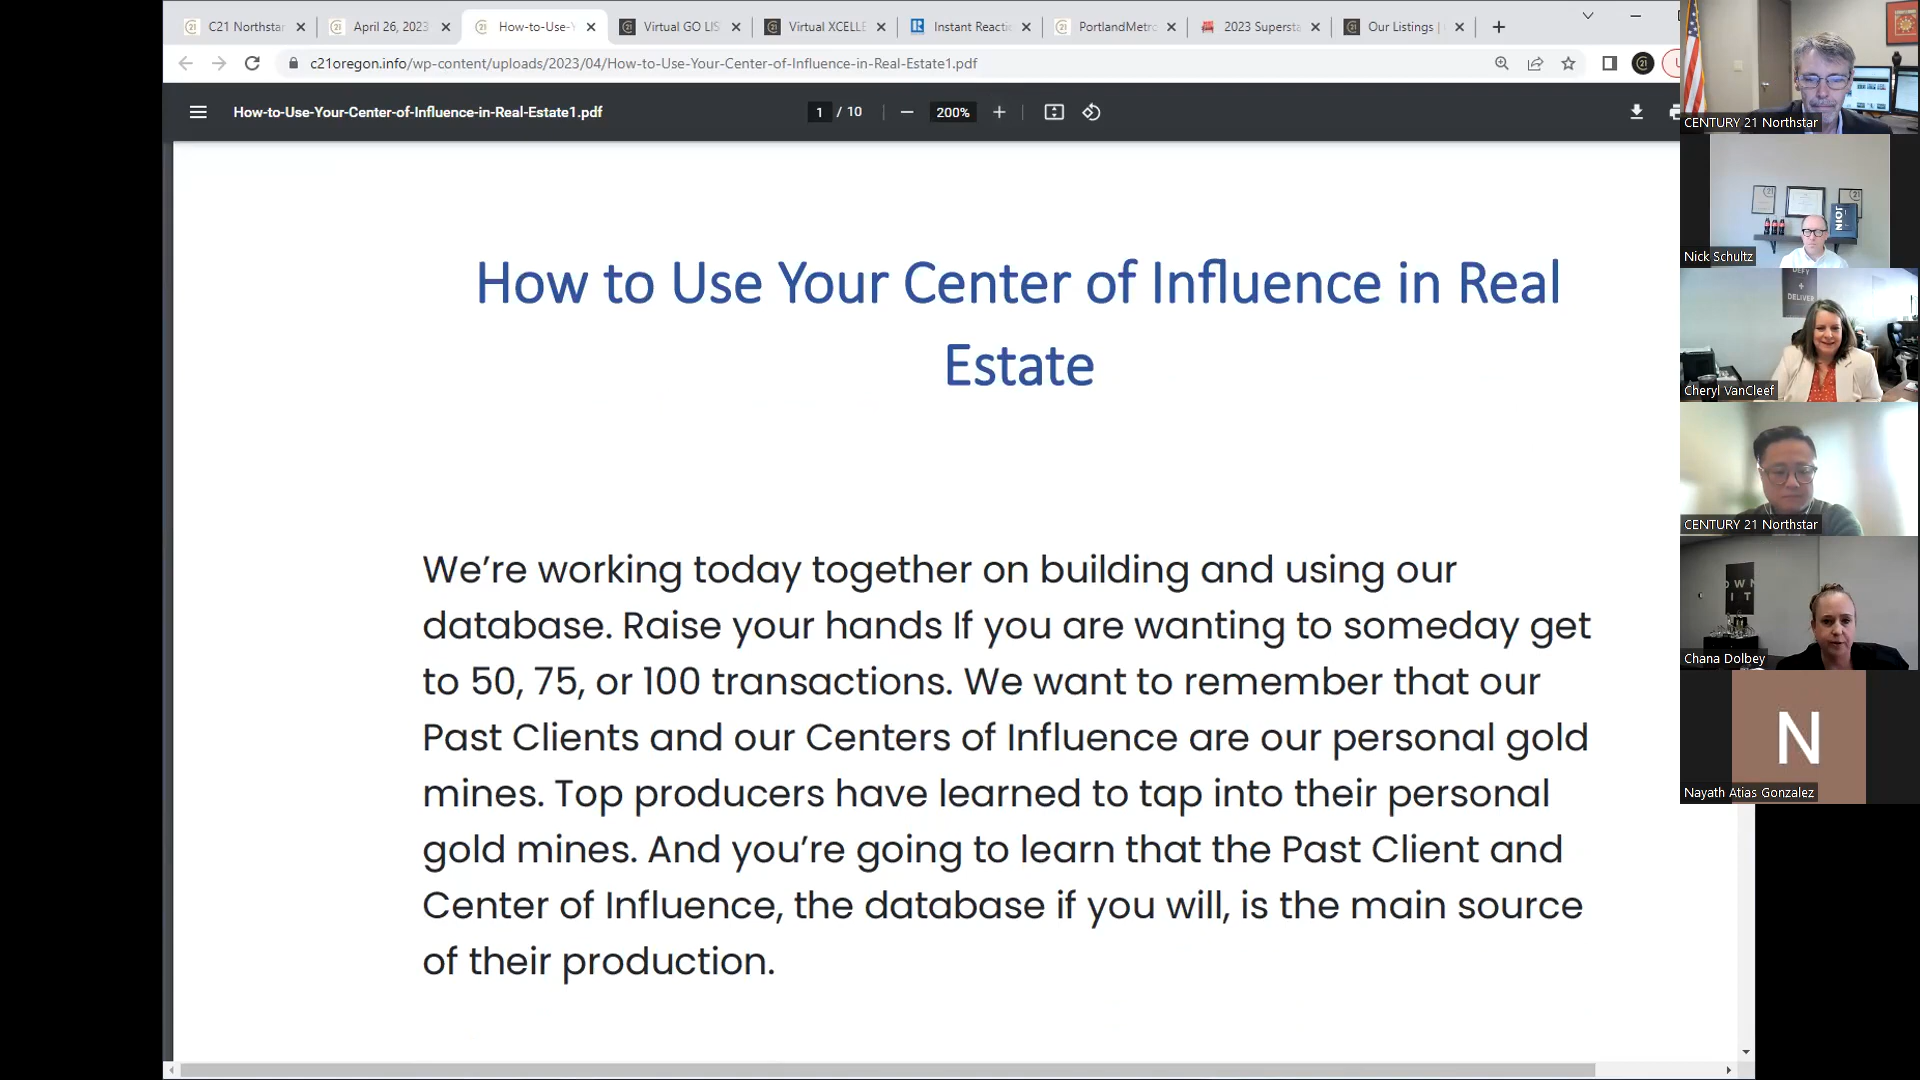 C21 Northstar
April 26, 2023
How-to-Use-Y
Virtual GO LIS
Virtual XCELLE
Instant Reactio
PortlandMetro
2023 Supersta
Our Listings |
c21oregon.info/wp-content/uploads/2023/04/How-to-Use-Your-Center-of-Influence-in-Real-Estate1.pdf
How-to-Use-Your-Center-of-Influence-in-Real-Estate1.pdf
1 / 10
200%
How to Use Your Center of Influence in Real
Estate
We’re working today together on building and using our
database. Raise your hands If you are wanting to someday get
to 50, 75, or 100 transactions. We want to remember that our
Past Clients and our Centers of Influence are our personal gold
mines. Top producers have learned to tap into their personal
gold mines. And you’re going to learn that the Past Client and
Center of Influence, the database if you will, is the main source
of their production.
CENTURY 21 Northstar
JOIN
Nick Schultz
DEFY
+
DELIVER
Cheryl VanCleef
CENTURY 21 Northstar
OWN
IT
Chana Dolbey
N
Nayath Atias Gonzalez